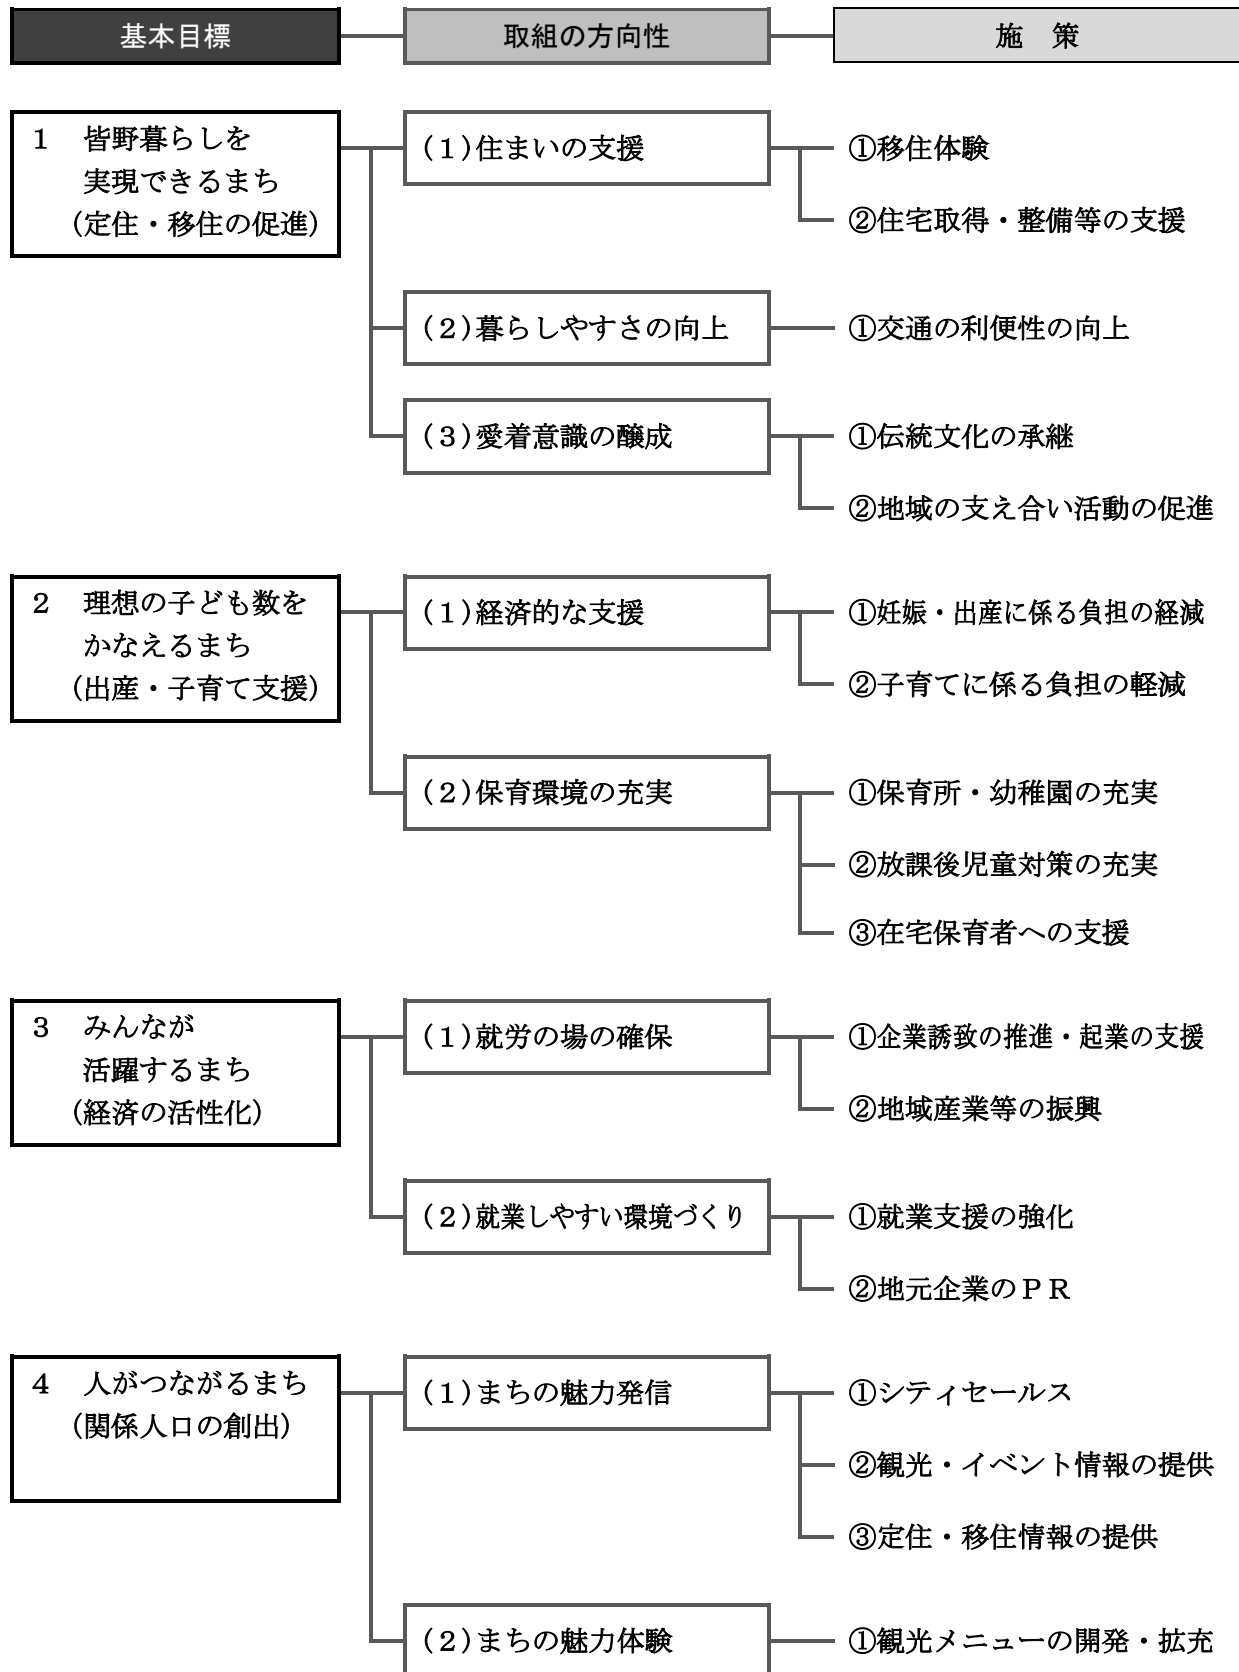 基本目標
取組の方向性
施　策
１　皆野暮らしを
実現できるまち
（定住・移住の促進）
（１）住まいの支援
①移住体験
②住宅取得・整備等の支援
（２）暮らしやすさの向上
①交通の利便性の向上
（３）愛着意識の醸成
①伝統文化の承継
②地域の支え合い活動の促進
２　理想の子ども数を
かなえるまち
（出産・子育て支援）
（１）経済的な支援
①妊娠・出産に係る負担の経減
②子育てに係る負担の軽減
（２）保育環境の充実
①保育所・幼稚園の充実
②放課後児童対策の充実
③在宅保育者への支援
３　みんなが
活躍するまち
（経済の活性化）
（１）就労の場の確保
①企業誘致の推進・起業の支援
②地域産業等の振興
（２）就業しやすい環境づくり
①就業支援の強化
②地元企業のＰＲ
４　人がつながるまち
（関係人口の創出）
（１）まちの魅力発信
①シティセールス
②観光・イベント情報の提供
③定住・移住情報の提供
（２）まちの魅力体験
①観光メニューの開発・拡充